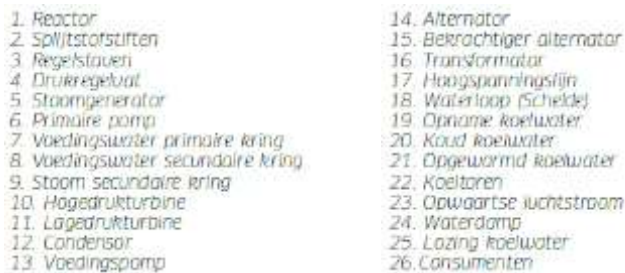 1. Reactor
2. Splijtstofstiften
3. Regelstaven
4. Drukregelvat
5. Stoomgenerator
6. Primaire pomp
7. Voedingswater primaire kring
8. Voedingswater secundaire kring
9. Stoom secundaire kring
10. Hogedrukturbine
11. Lagedrukturbine
12. Condensor
13. Voedingspomp
14. Alternator
15. Bekrachtiger alternator
16. Transformator
17. Hoogspanningslijn
18. Waterloop (Schelde)
19. Opname koelwater
20. Koud koelwater
21. Opgewarmd koelwater
22. Koeltoren
23. Opwaartse luchtstroom
24. Waterdamp
25. Lozing koelwater
26. Consumenten